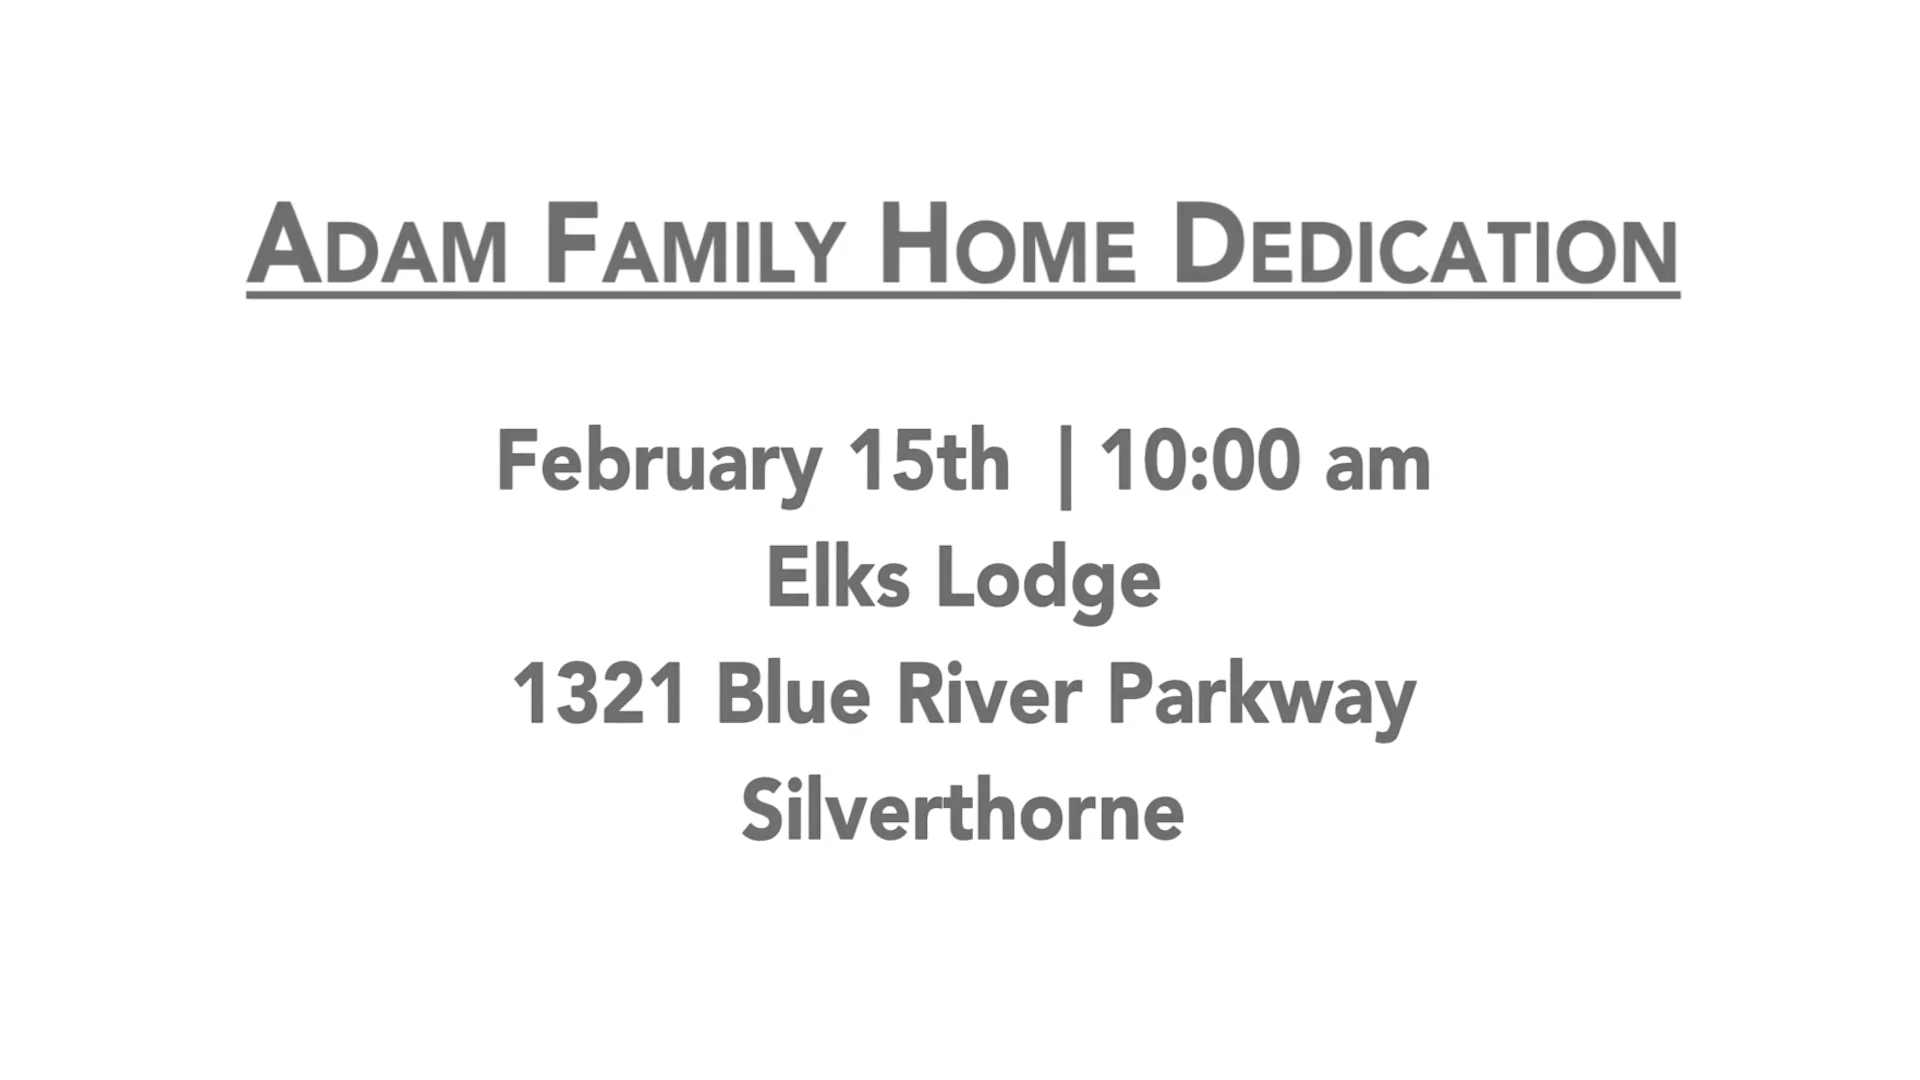 Adam Family Home Dedication
February 15th | 10:00 am
Elks Lodge
1321 Blue River Parkway
Silverthorne